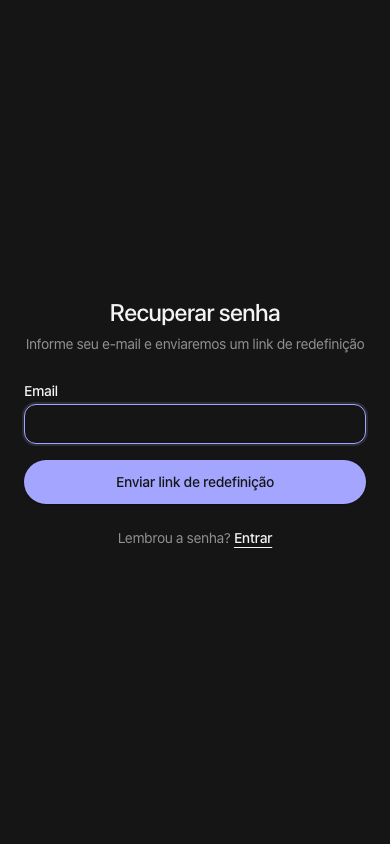 Recuperar senha
Informe seu e-mail e enviaremos um link de redefinição
Email
Enviar link de redefinição
Lembrou a senha? Entrar